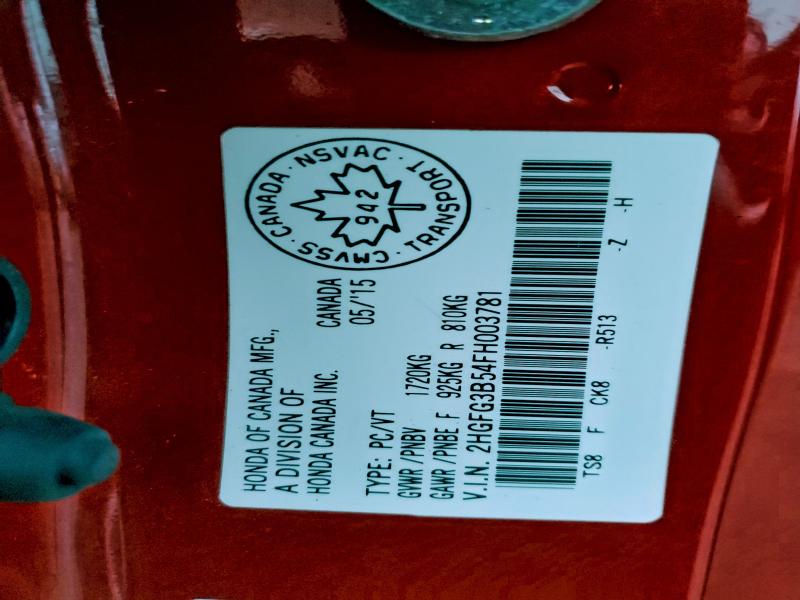 HONDA OF CANADA MFG.,
A DIVISION OF
HONDA CANADA INC.
CANADA
05/'15
CMVSS · CANADA · NSVAC · TRANSPORT
942
TYPE: PC/VT
GVWR/PNBV 1720KG
GAWR/PNBE F 925KG R 810KG
V.I.N. 2HGFG3B54FH003781
TS8 F CK8 -R513 -Z -H